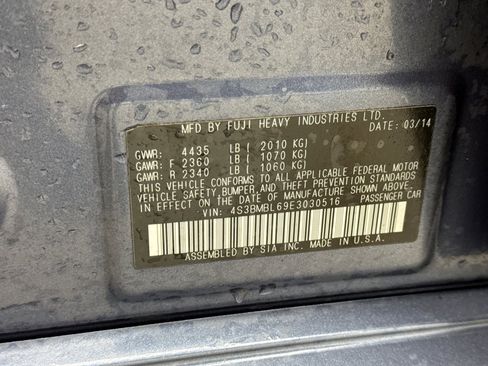 MFD BY FUJI HEAVY INDUSTRIES LTD.
DATE: 03/14
GVWR: 4435 LB ( 2010 KG)
GAWR: F 2360 LB ( 1070 KG)
GAWR: R 2340 LB ( 1060 KG)
THIS VEHICLE CONFORMS TO ALL APPLICABLE FEDERAL MOTOR
VEHICLE SAFETY,BUMPER,AND THEFT PREVENTION STANDARDS
IN EFFECT ON THE DATE OF MANUFACTURE SHOWN ABOVE.
VIN: 4S3BMBL69E3030516 PASSENGER CAR
ASSEMBLED BY SIA INC. MADE IN U.S.A.